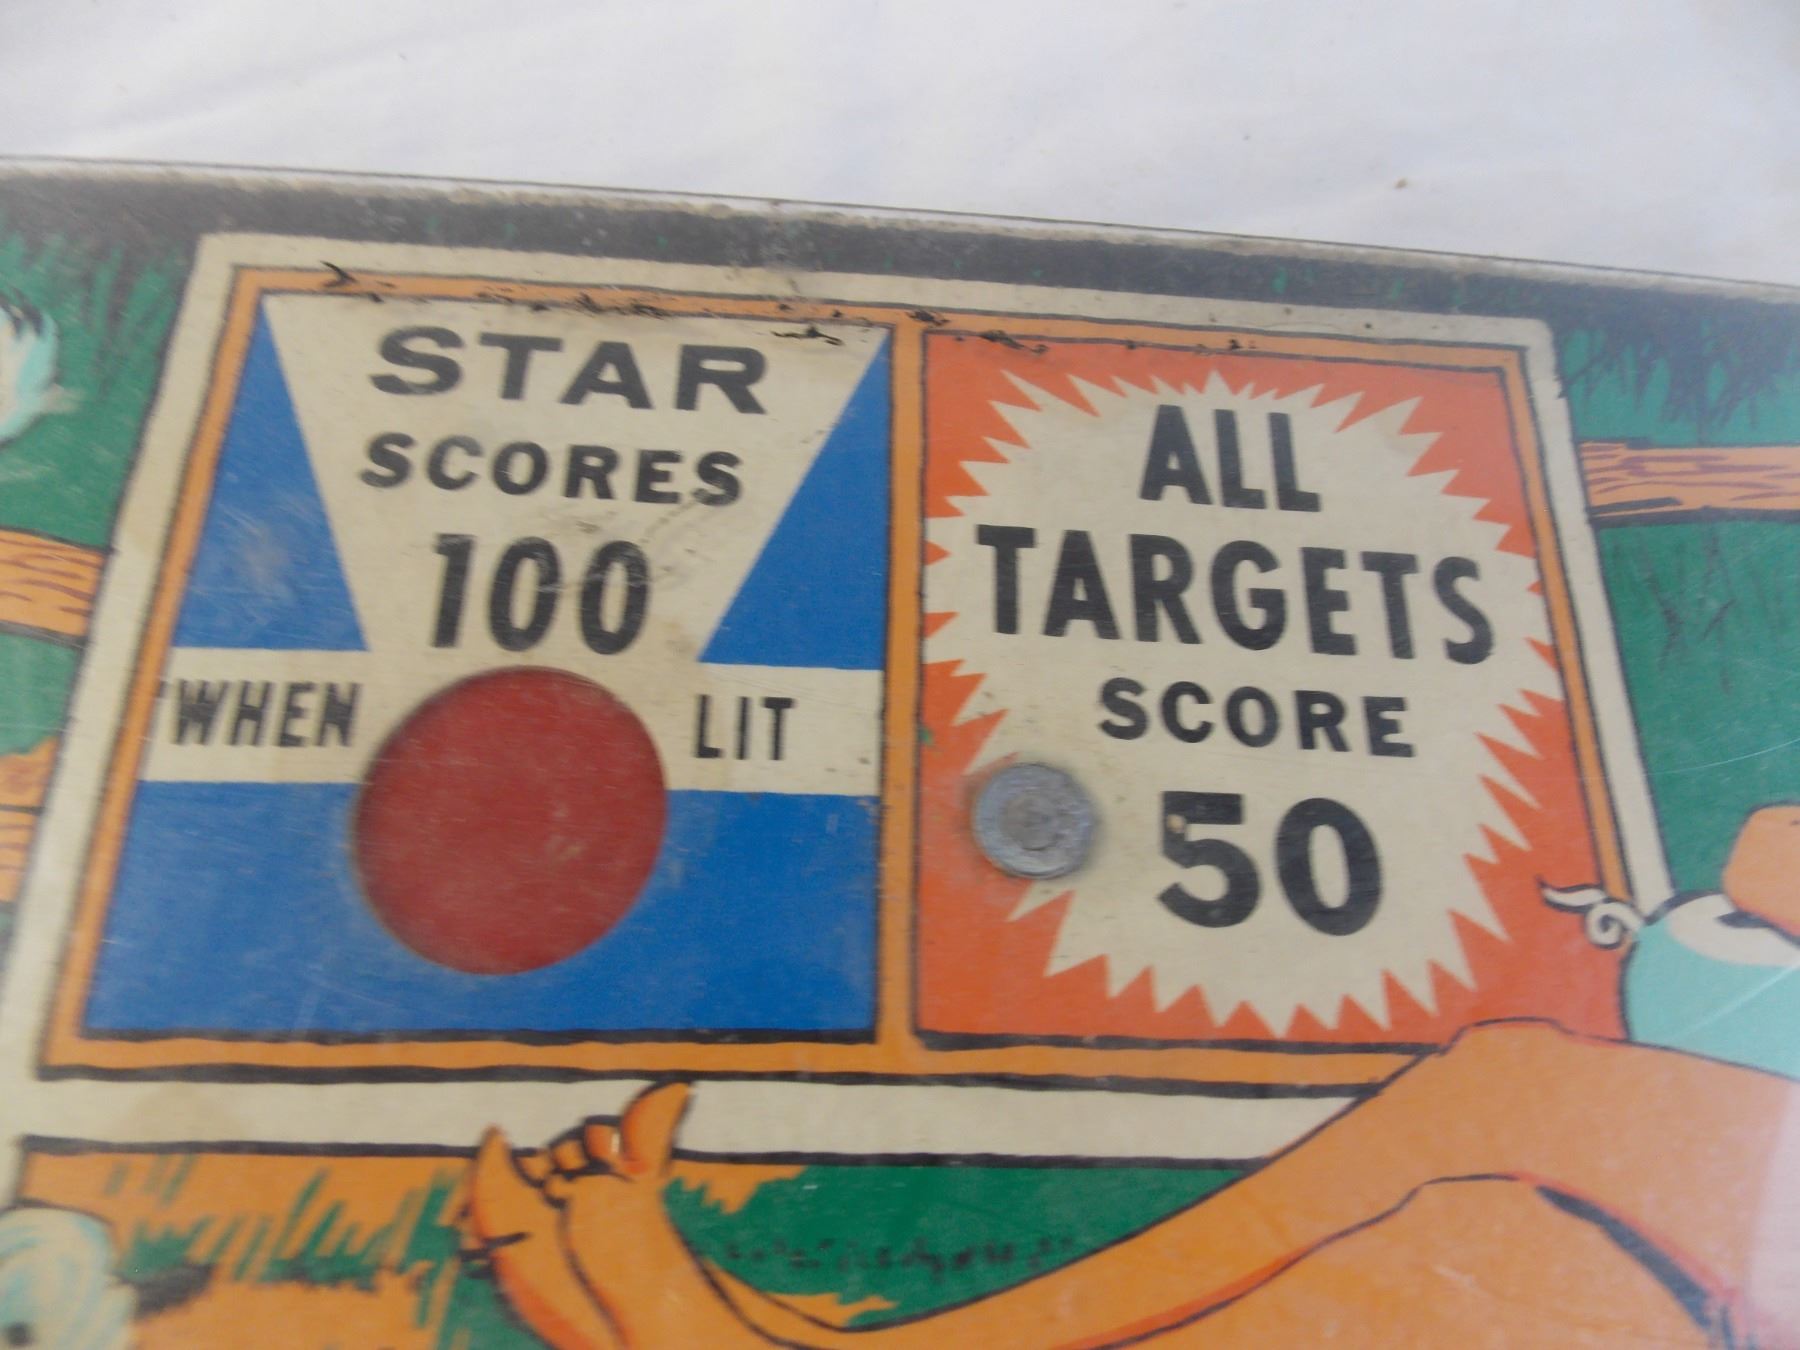 STAR
SCORES
100
WHEN LIT
ALL
TARGETS
SCORE
50